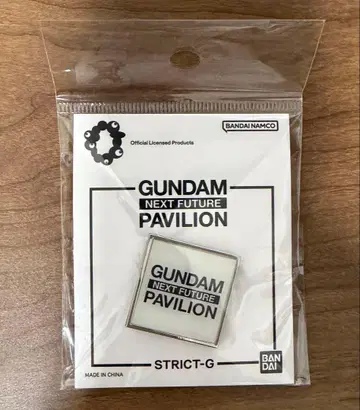 Official Licensed Products
BANDAI NAMCO
GUNDAM
NEXT FUTURE
PAVILION
GUNDAM
NEXT FUTURE
PAVILION
STRICT-G
MADE IN CHINA
BAN
DAI